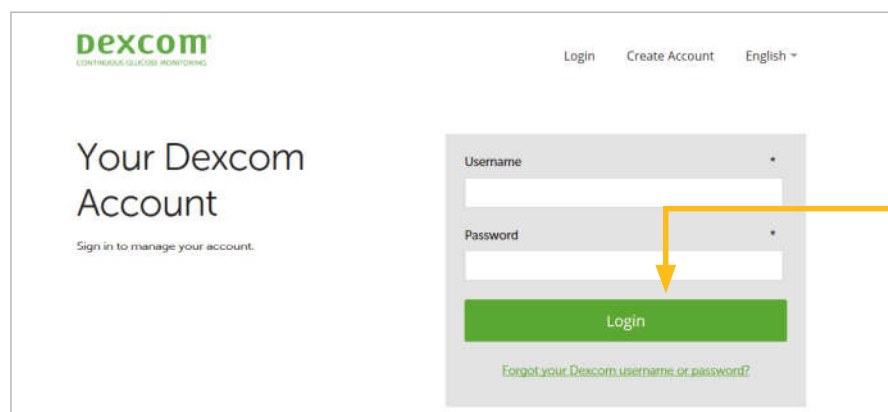 Dexcom
CONTINUOUS GLUCOSE MONITORING
Login Create Account English
Your Dexcom
Account
Sign in to manage your account.
Username *
Password *
Login
Forgot your Dexcom username or password?